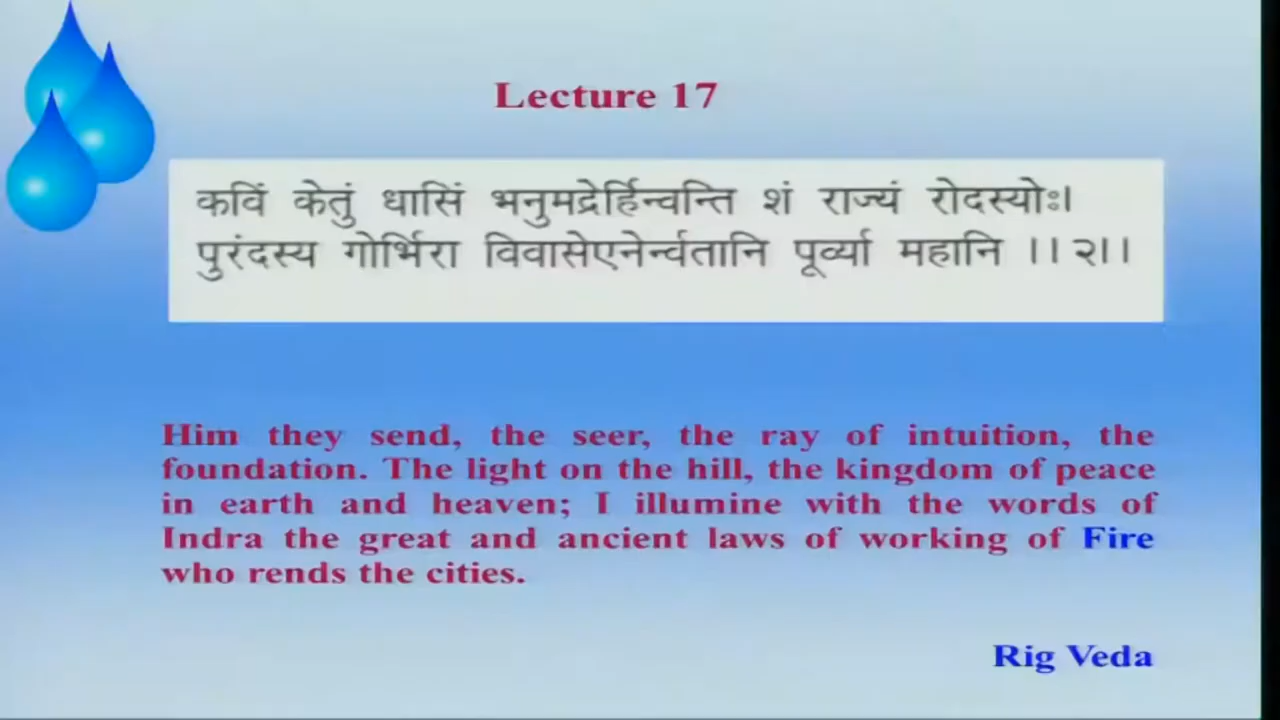 Lecture 17
कविं केतुं धासिं भनुमद्रेर्हिन्वन्ति शं राज्यं रोदस्योः।
पुरंदस्य गोर्भिरा विवासेएनेर्न्वतानि पूर्व्या महानि ।। २।।
Him they send, the seer, the ray of intuition, the
foundation. The light on the hill, the kingdom of peace
in earth and heaven; I illumine with the words of
Indra the great and ancient laws of working of Fire
who rends the cities.
Rig Veda